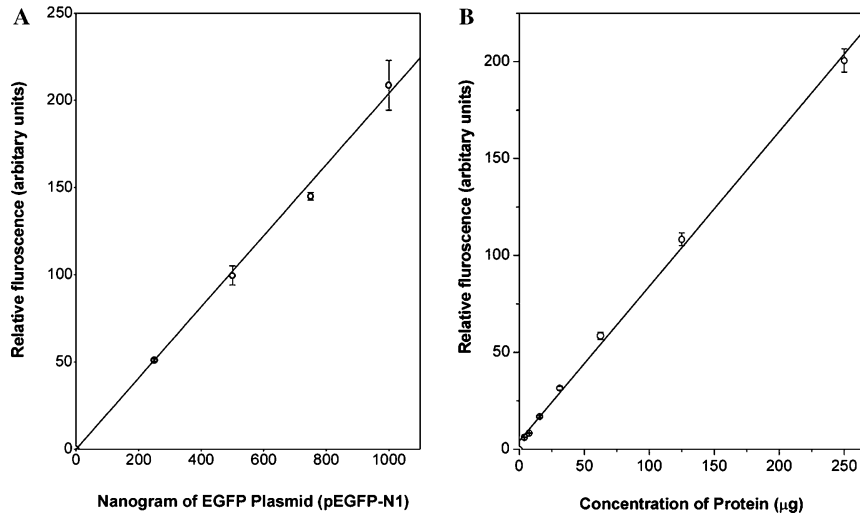 A
Relative fluroscence (arbitary units)
250
200
150
100
50
0
0 200 400 600 800 1000
Nanogram of EGFP Plasmid (pEGFP-N1)
B
Relative fluroscence (arbitary units)
200
150
100
50
0
0 50 100 150 200 250
Concentration of Protein (μg)